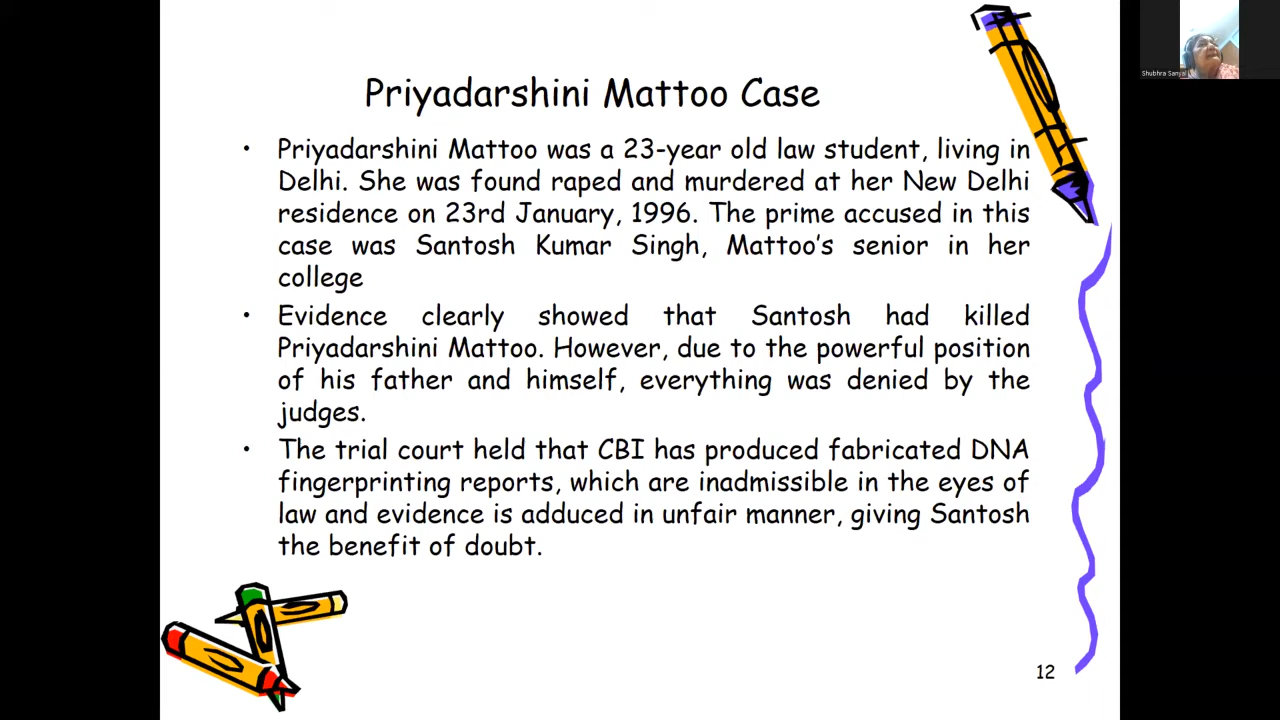 Priyadarshini Mattoo Case
• Priyadarshini Mattoo was a 23-year old law student, living in
Delhi. She was found raped and murdered at her New Delhi
residence on 23rd January, 1996. The prime accused in this
case was Santosh Kumar Singh, Mattoo's senior in her
college
• Evidence clearly showed that Santosh had killed
Priyadarshini Mattoo. However, due to the powerful position
of his father and himself, everything was denied by the
judges.
• The trial court held that CBI has produced fabricated DNA
fingerprinting reports, which are inadmissible in the eyes of
law and evidence is adduced in unfair manner, giving Santosh
the benefit of doubt.
12
Shubhra Sanyal